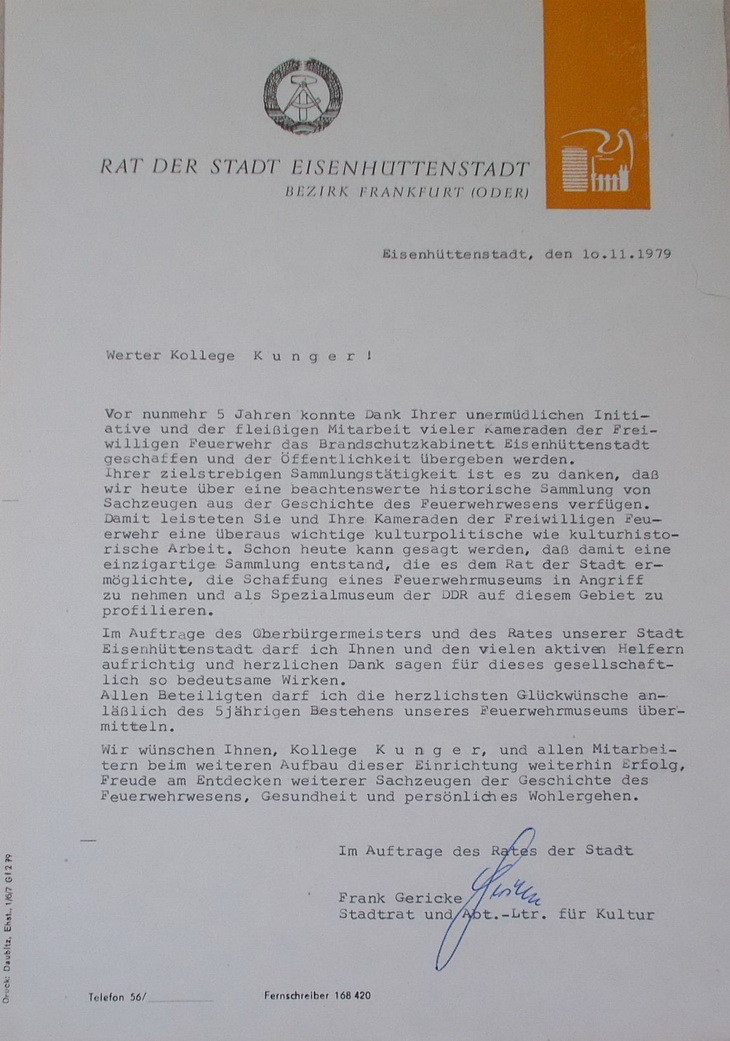 RAT DER STADT EISENHÜTTENSTADT
BEZIRK FRANKFURT (ODER)
Eisenhüttenstadt, den 1o.11.1979
Werter Kollege K u n g e r !
Vor nunmehr 5 Jahren konnte Dank Ihrer unermüdlichen Initi-
ative und der fleißigen Mitarbeit vieler Kameraden der Frei-
willigen Feuerwehr das Brandschutzkabinett Eisenhüttenstadt
geschaffen und der Öffentlichkeit übergeben werden.
Ihrer zielstrebigen Sammlungstätigkeit ist es zu danken, daß
wir heute über eine beachtenswerte historische Sammlung von
Sachzeugen aus der Geschichte des Feuerwehrwesens verfügen.
Damit leisteten Sie und Ihre Kameraden der Freiwilligen Feu-
erwehr eine überaus wichtige kulturpolitische wie kulturhisto-
rische Arbeit. Schon heute kann gesagt werden, daß damit eine
einzigartige Sammlung entstand, die es dem Rat der Stadt er-
möglichte, die Schaffung eines Feuerwehrmuseums in Angriff
zu nehmen und als Spezialmuseum der DDR auf diesem Gebiet zu
profilieren.
Im Auftrage des Oberbürgermeisters und des Rates unserer Stadt
Eisenhüttenstadt darf ich Ihnen und den vielen aktiven Helfern
aufrichtig und herzlichen Dank sagen für dieses gesellschaft-
lich so bedeutsame Wirken.
Allen Beteiligten darf ich die herzlichsten Glückwünsche an-
läßlich des 5jährigen Bestehens unseres Feuerwehrmuseums über-
mitteln.
Wir wünschen Ihnen, Kollege K u n g e r, und allen Mitarbei-
tern beim weiteren Aufbau dieser Einrichtung weiterhin Erfolg,
Freude am Entdecken weiterer Sachzeugen der Geschichte des
Feuerwehrwesens, Gesundheit und persönliches Wohlergehen.
Im Auftrage des Rates der Stadt
Frank Gericke Gericke
Stadtrat und Abt.-Ltr. für Kultur
Telefon 56/ Fernschreiber 168 420
Druck: Daubitz, Ehst., 1/6/7 Gf 2 79